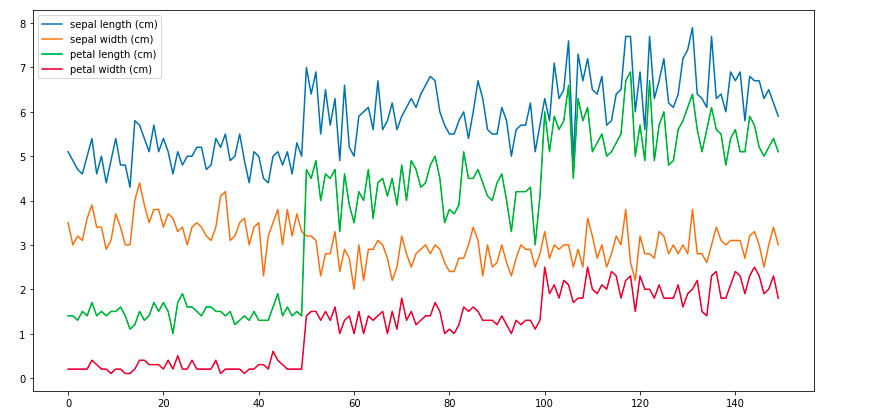 8
7
6
5
4
3
2
1
0
sepal length (cm)
sepal width (cm)
petal length (cm)
petal width (cm)
0 20 40 60 80 100 120 140